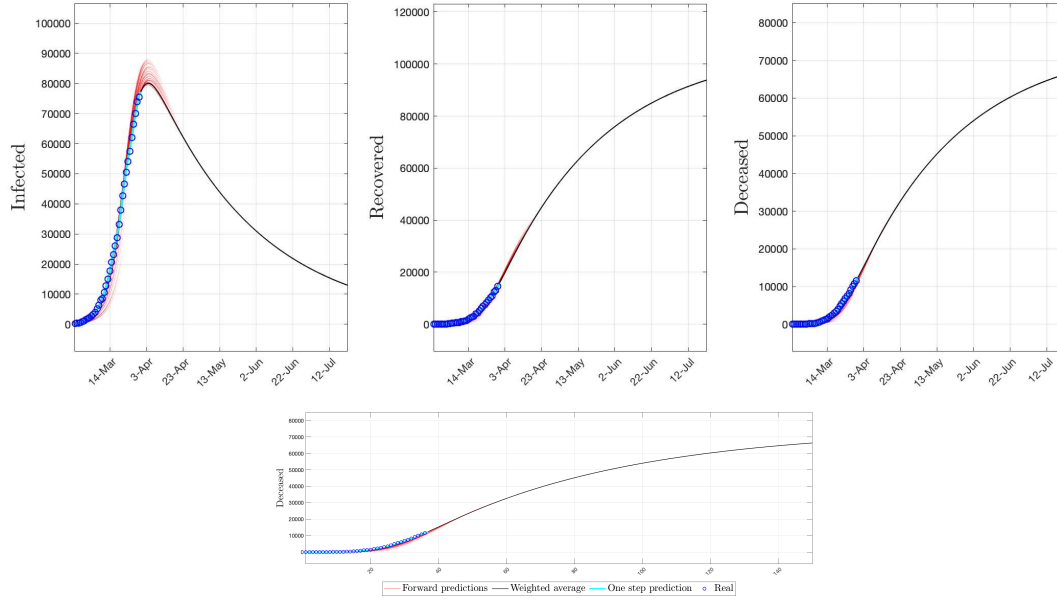 Infected
100000
90000
80000
70000
60000
50000
40000
30000
20000
10000
0
14-Mar
3-Apr
23-Apr
13-May
2-Jun
22-Jun
12-Jul
Recovered
120000
100000
80000
60000
40000
20000
0
14-Mar
3-Apr
23-Apr
13-May
2-Jun
22-Jun
12-Jul
Deceased
80000
70000
60000
50000
40000
30000
20000
10000
0
14-Mar
3-Apr
23-Apr
13-May
2-Jun
22-Jun
12-Jul
Deceased
80000
70000
60000
50000
40000
30000
20000
10000
0
20
40
60
80
100
120
140
Forward predictions Weighted average One step prediction Real